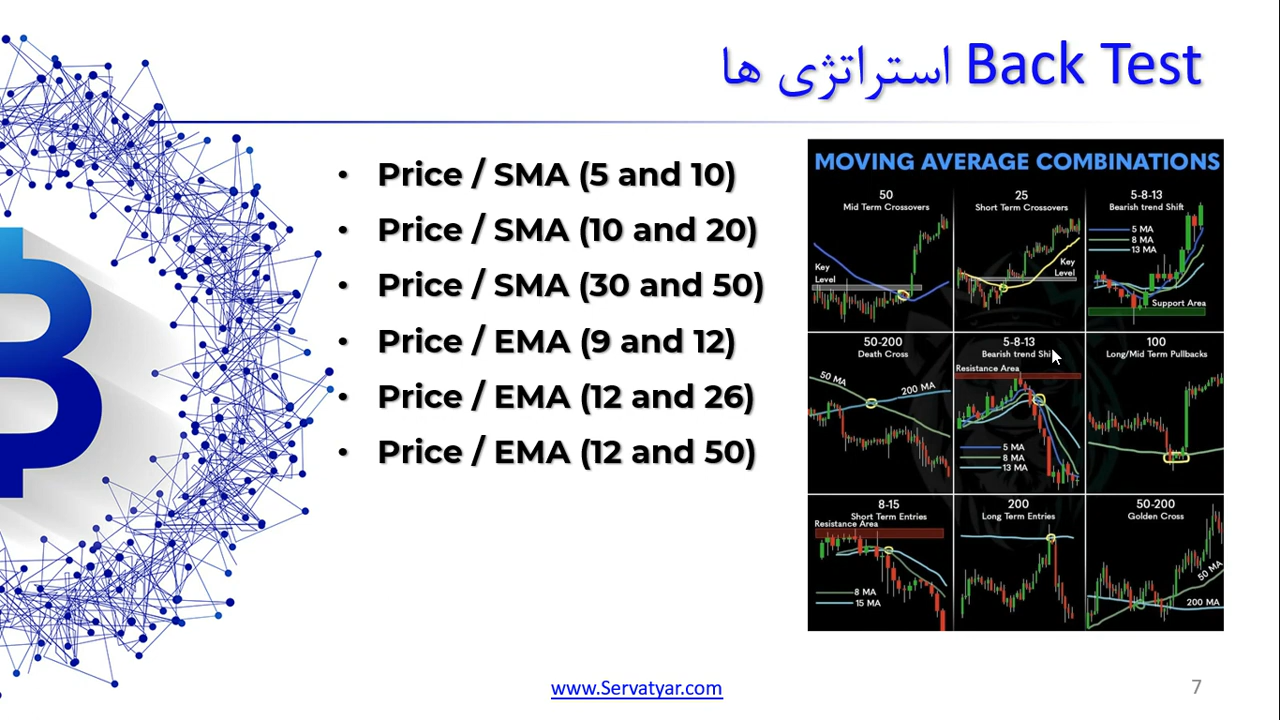 Back Test استراتژی ها
• Price / SMA (5 and 10)
• Price / SMA (10 and 20)
• Price / SMA (30 and 50)
• Price / EMA (9 and 12)
• Price / EMA (12 and 26)
• Price / EMA (12 and 50)
MOVING AVERAGE COMBINATIONS
50
Mid Term Crossovers
Key
Level
25
Short Term Crossovers
Key
Level
5-8-13
Bearish trend Shift
5 MA
8 MA
13 MA
Support Area
50-200
Death Cross
50 MA
200 MA
5-8-13
Bearish trend Shift
Resistance Area
5 MA
8 MA
13 MA
100
Long/Mid Term Pullbacks
8-15
Short Term Entries
Resistance Area
8 MA
15 MA
200
Long Term Entries
50-200
Golden Cross
50 MA
200 MA
www.Servatyar.com
7